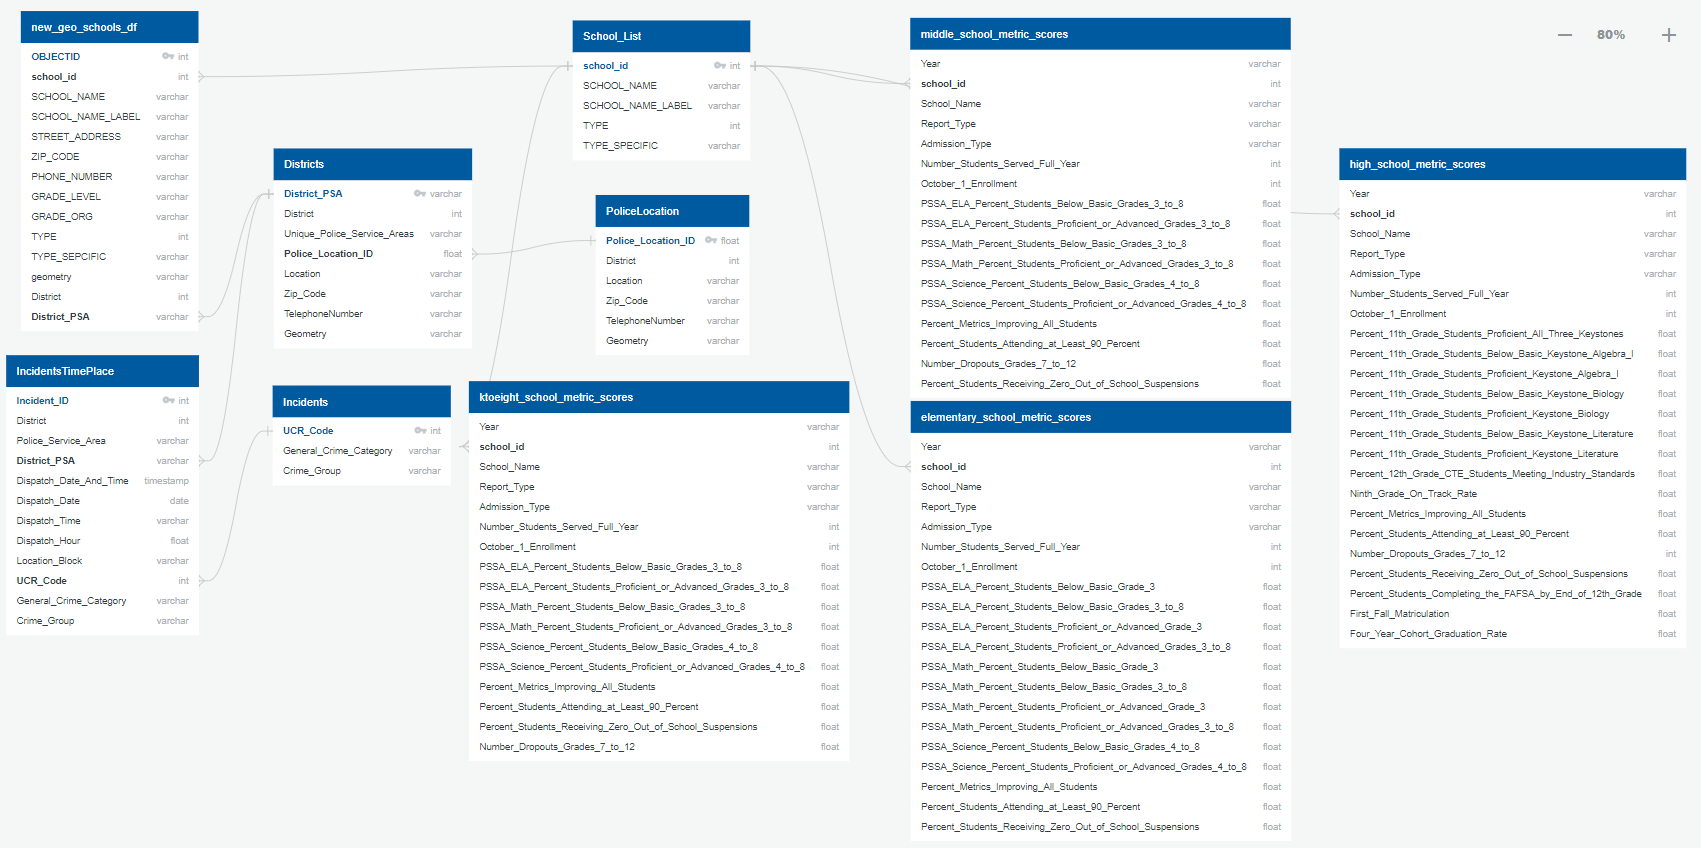 new_geo_schools_df
OBJECTID int
school_id int
SCHOOL_NAME varchar
SCHOOL_NAME_LABEL varchar
STREET_ADDRESS varchar
ZIP_CODE varchar
PHONE_NUMBER varchar
GRADE_LEVEL varchar
GRADE_ORG varchar
TYPE int
TYPE_SEPCIFIC varchar
geometry varchar
District int
District_PSA varchar
IncidentsTimePlace
Incident_ID int
District int
Police_Service_Area varchar
District_PSA varchar
Dispatch_Date_And_Time timestamp
Dispatch_Date date
Dispatch_Time varchar
Dispatch_Hour float
Location_Block varchar
UCR_Code int
General_Crime_Category varchar
Crime_Group varchar
Districts
District_PSA varchar
District int
Unique_Police_Service_Areas varchar
Police_Location_ID float
Location varchar
Zip_Code varchar
TelephoneNumber varchar
Geometry varchar
Incidents
UCR_Code int
General_Crime_Category varchar
Crime_Group varchar
School_List
school_id int
SCHOOL_NAME varchar
SCHOOL_NAME_LABEL varchar
TYPE int
TYPE_SPECIFIC varchar
PoliceLocation
Police_Location_ID float
District int
Location varchar
Zip_Code varchar
TelephoneNumber varchar
Geometry varchar
ktoeight_school_metric_scores
Year varchar
school_id int
School_Name varchar
Report_Type varchar
Admission_Type varchar
Number_Students_Served_Full_Year int
October_1_Enrollment int
PSSA_ELA_Percent_Students_Below_Basic_Grades_3_to_8 float
PSSA_ELA_Percent_Students_Proficient_or_Advanced_Grades_3_to_8 float
PSSA_Math_Percent_Students_Below_Basic_Grades_3_to_8 float
PSSA_Math_Percent_Students_Proficient_or_Advanced_Grades_3_to_8 float
PSSA_Science_Percent_Students_Below_Basic_Grades_4_to_8 float
PSSA_Science_Percent_Students_Proficient_or_Advanced_Grades_4_to_8 float
Percent_Metrics_Improving_All_Students float
Percent_Students_Attending_at_Least_90_Percent float
Percent_Students_Receiving_Zero_Out_of_School_Suspensions float
Number_Dropouts_Grades_7_to_12 float
middle_school_metric_scores
Year varchar
school_id int
School_Name varchar
Report_Type varchar
Admission_Type varchar
Number_Students_Served_Full_Year int
October_1_Enrollment int
PSSA_ELA_Percent_Students_Below_Basic_Grades_3_to_8 float
PSSA_ELA_Percent_Students_Proficient_or_Advanced_Grades_3_to_8 float
PSSA_Math_Percent_Students_Below_Basic_Grades_3_to_8 float
PSSA_Math_Percent_Students_Proficient_or_Advanced_Grades_3_to_8 float
PSSA_Science_Percent_Students_Below_Basic_Grades_4_to_8 float
PSSA_Science_Percent_Students_Proficient_or_Advanced_Grades_4_to_8 float
Percent_Metrics_Improving_All_Students float
Percent_Students_Attending_at_Least_90_Percent float
Number_Dropouts_Grades_7_to_12 float
Percent_Students_Receiving_Zero_Out_of_School_Suspensions float
elementary_school_metric_scores
Year varchar
school_id int
School_Name varchar
Report_Type varchar
Admission_Type varchar
Number_Students_Served_Full_Year int
October_1_Enrollment int
PSSA_ELA_Percent_Students_Below_Basic_Grade_3 float
PSSA_ELA_Percent_Students_Below_Basic_Grades_3_to_8 float
PSSA_ELA_Percent_Students_Proficient_or_Advanced_Grade_3 float
PSSA_ELA_Percent_Students_Proficient_or_Advanced_Grades_3_to_8 float
PSSA_Math_Percent_Students_Below_Basic_Grade_3 float
PSSA_Math_Percent_Students_Below_Basic_Grades_3_to_8 float
PSSA_Math_Percent_Students_Proficient_or_Advanced_Grade_3 float
PSSA_Math_Percent_Students_Proficient_or_Advanced_Grades_3_to_8 float
PSSA_Science_Percent_Students_Below_Basic_Grades_4_to_8 float
PSSA_Science_Percent_Students_Proficient_or_Advanced_Grades_4_to_8 float
Percent_Metrics_Improving_All_Students float
Percent_Students_Attending_at_Least_90_Percent float
Percent_Students_Receiving_Zero_Out_of_School_Suspensions float
80%
high_school_metric_scores
Year varchar
school_id int
School_Name varchar
Report_Type varchar
Admission_Type varchar
Number_Students_Served_Full_Year int
October_1_Enrollment int
Percent_11th_Grade_Students_Proficient_All_Three_Keystones float
Percent_11th_Grade_Students_Below_Basic_Keystone_Algebra_I float
Percent_11th_Grade_Students_Proficient_Keystone_Algebra_I float
Percent_11th_Grade_Students_Below_Basic_Keystone_Biology float
Percent_11th_Grade_Students_Proficient_Keystone_Biology float
Percent_11th_Grade_Students_Below_Basic_Keystone_Literature float
Percent_11th_Grade_Students_Proficient_Keystone_Literature float
Percent_12th_Grade_CTE_Students_Meeting_Industry_Standards float
Ninth_Grade_On_Track_Rate float
Percent_Metrics_Improving_All_Students float
Percent_Students_Attending_at_Least_90_Percent float
Number_Dropouts_Grades_7_to_12 int
Percent_Students_Receiving_Zero_Out_of_School_Suspensions float
Percent_Students_Completing_the_FAFSA_by_End_of_12th_Grade float
First_Fall_Matriculation float
Four_Year_Cohort_Graduation_Rate float